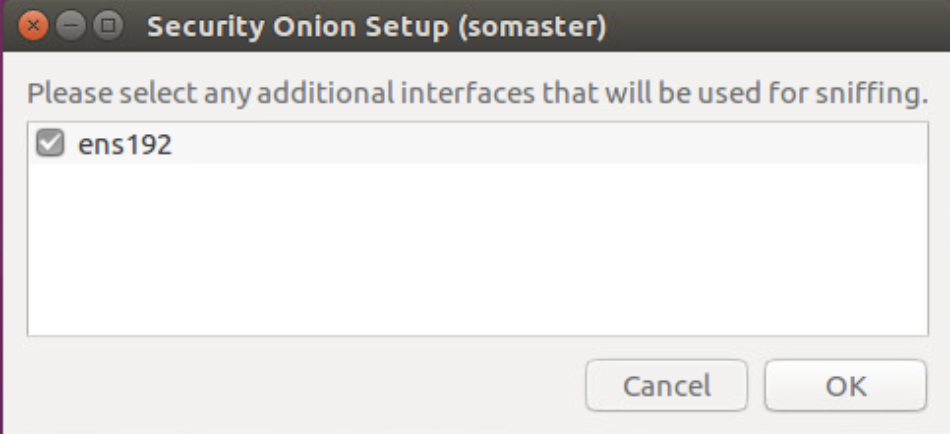 Security Onion Setup (somaster)
Please select any additional interfaces that will be used for sniffing.
ens192
Cancel OK